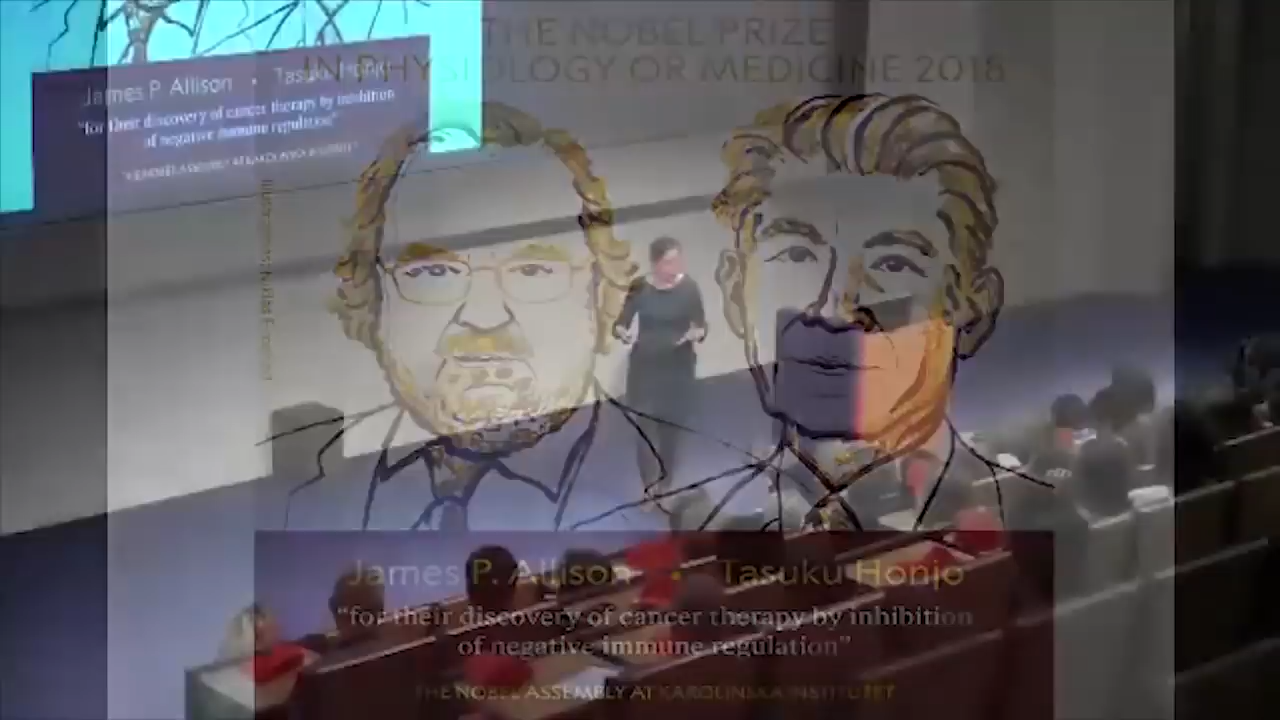 THE NOBEL PRIZE
IN PHYSIOLOGY OR MEDICINE 2018
James P. Allison • Tasuku Honjo
"for their discovery of cancer therapy by inhibition
of negative immune regulation"
James P. Allison • Tasuku Honjo
"for their discovery of cancer therapy by inhibition
of negative immune regulation"
THE NOBEL ASSEMBLY AT KAROLINSKA INSTITUTET